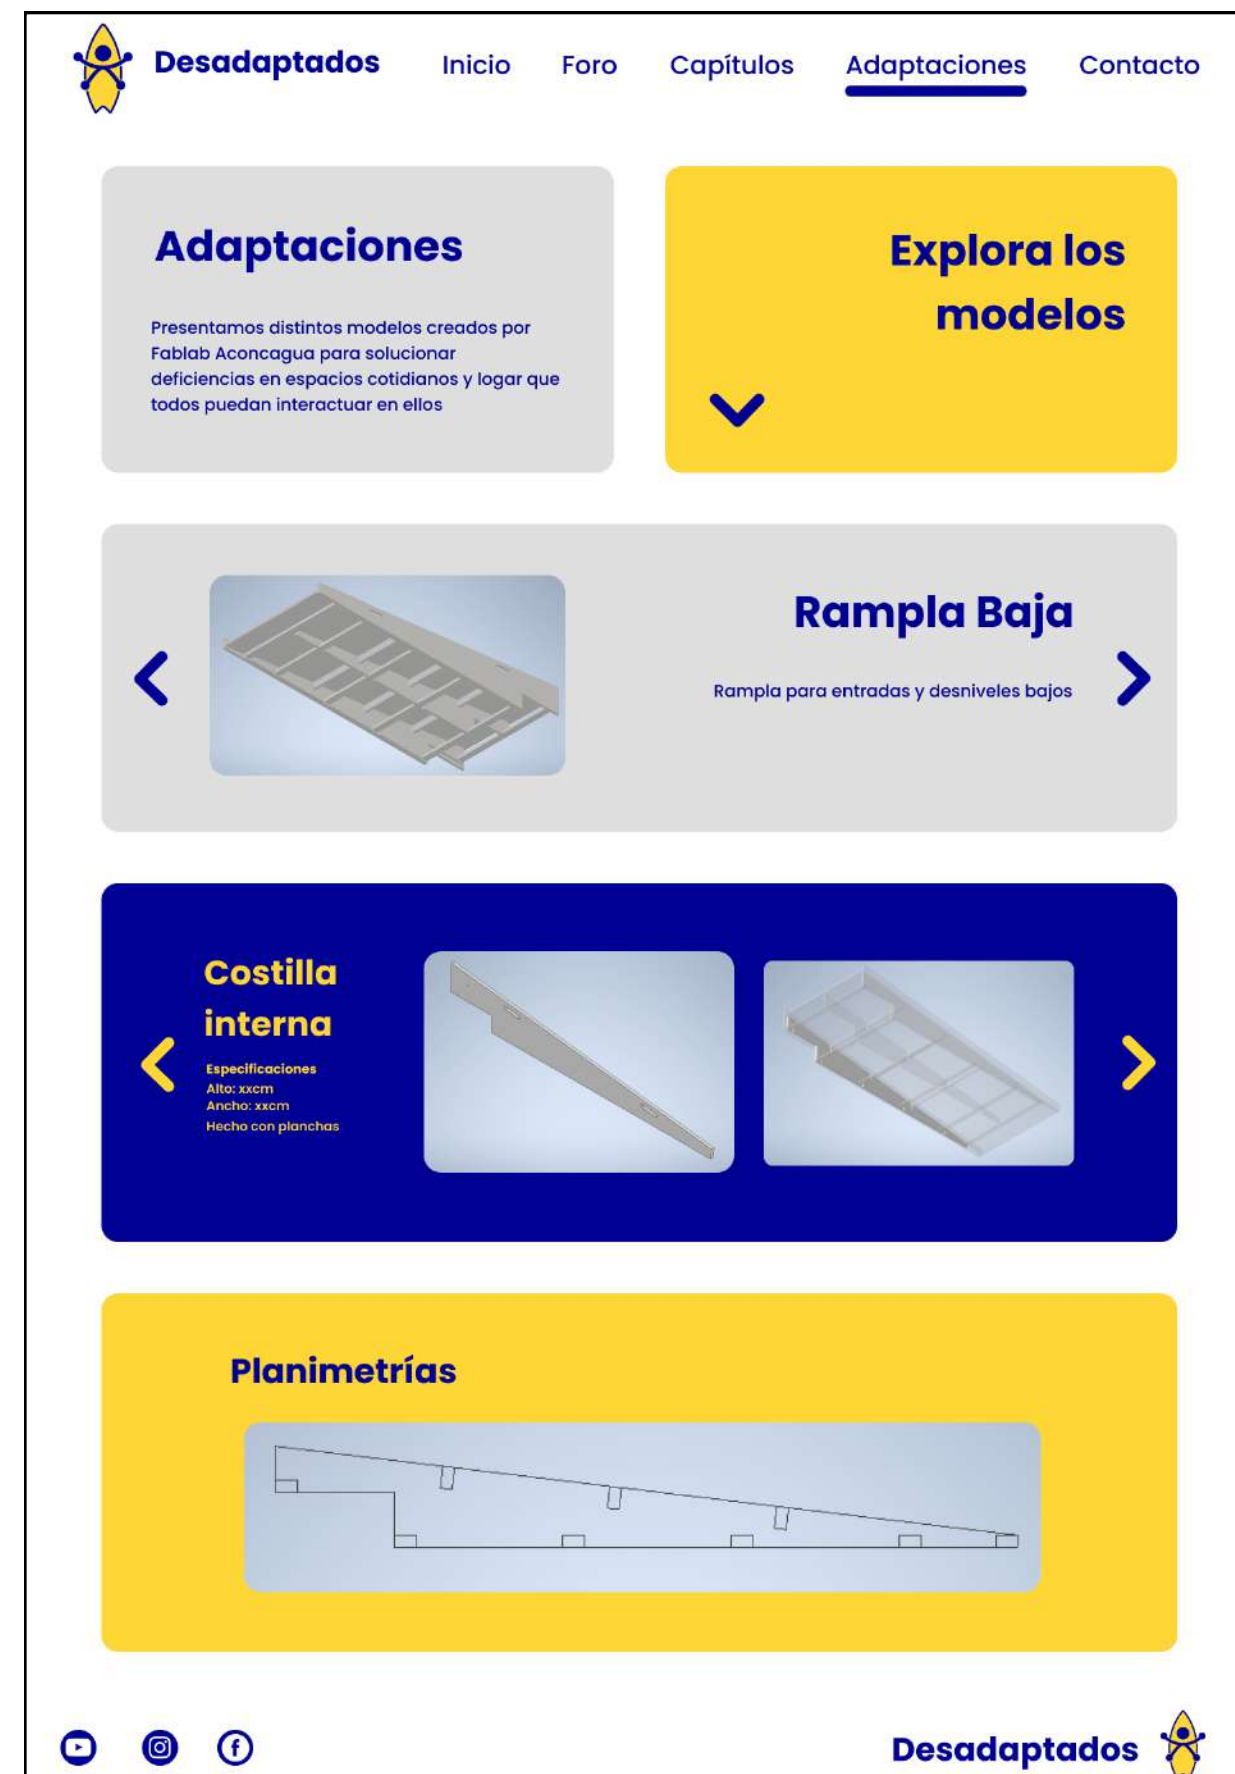 Desadaptados
Inicio
Foro
Capítulos
Adaptaciones
Contacto
Adaptaciones
Presentamos distintos modelos creados por
Fablab Aconcagua para solucionar
deficiencias en espacios cotidianos y logar que
todos puedan interactuar en ellos
Explora los
modelos
Rampla Baja
Rampla para entradas y desniveles bajos
Costilla
interna
Especificaciones
Alto: xxcm
Ancho: xxcm
Hecho con planchas
Planimetrías
Desadaptados